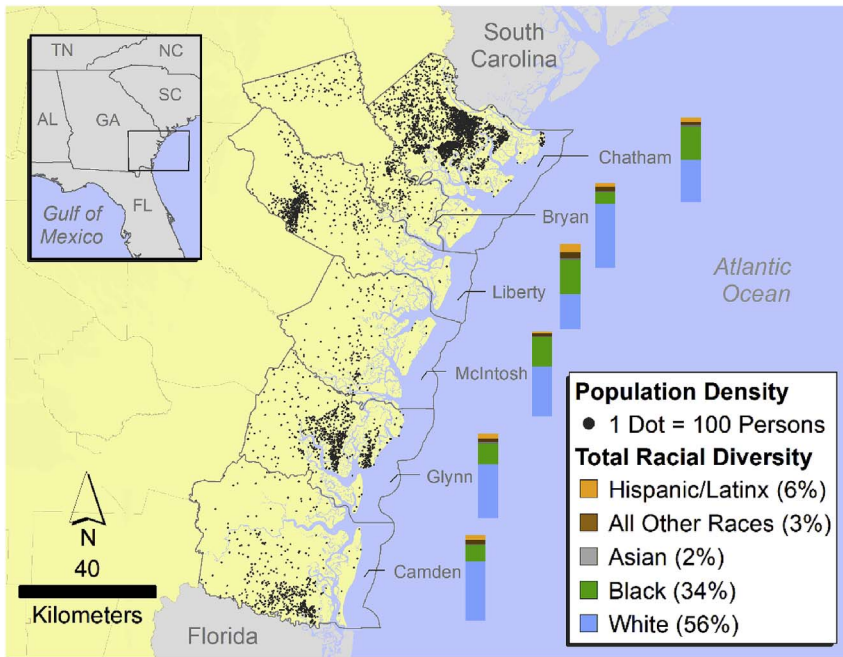 TN
NC
SC
AL
GA
FL
Gulf of
Mexico
South
Carolina
Chatham
Bryan
Liberty
McIntosh
Glynn
Camden
Atlantic
Ocean
N
40
Kilometers
Florida
Population Density
1 Dot = 100 Persons
Total Racial Diversity
Hispanic/Latinx (6%)
All Other Races (3%)
Asian (2%)
Black (34%)
White (56%)